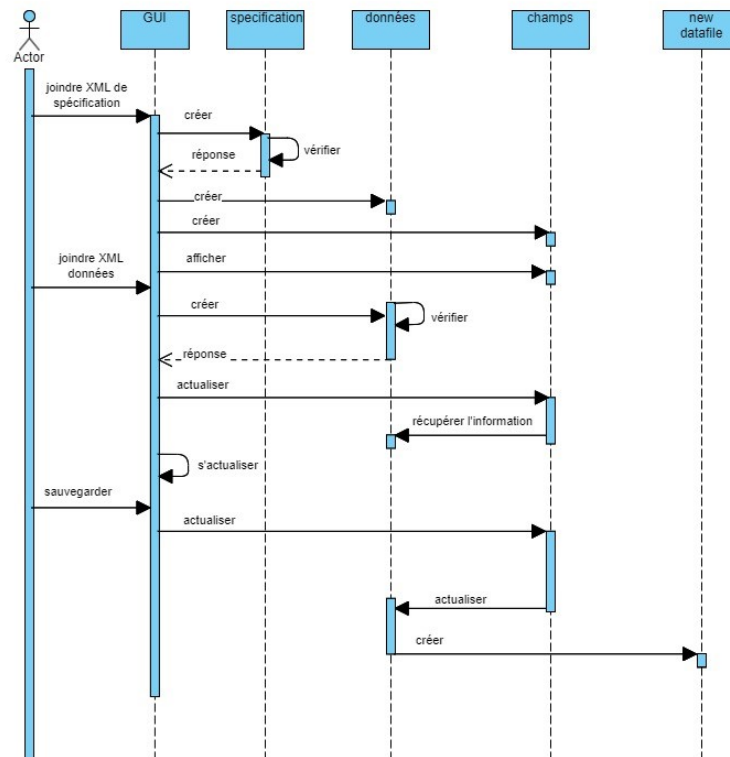 Actor
GUI
specification
données
champs
new
datafile
joindre XML de
spécification
créer
vérifier
réponse
créer
créer
joindre XML
données
afficher
créer
vérifier
réponse
actualiser
récupérer l'information
s'actualiser
sauvegarder
actualiser
actualiser
créer